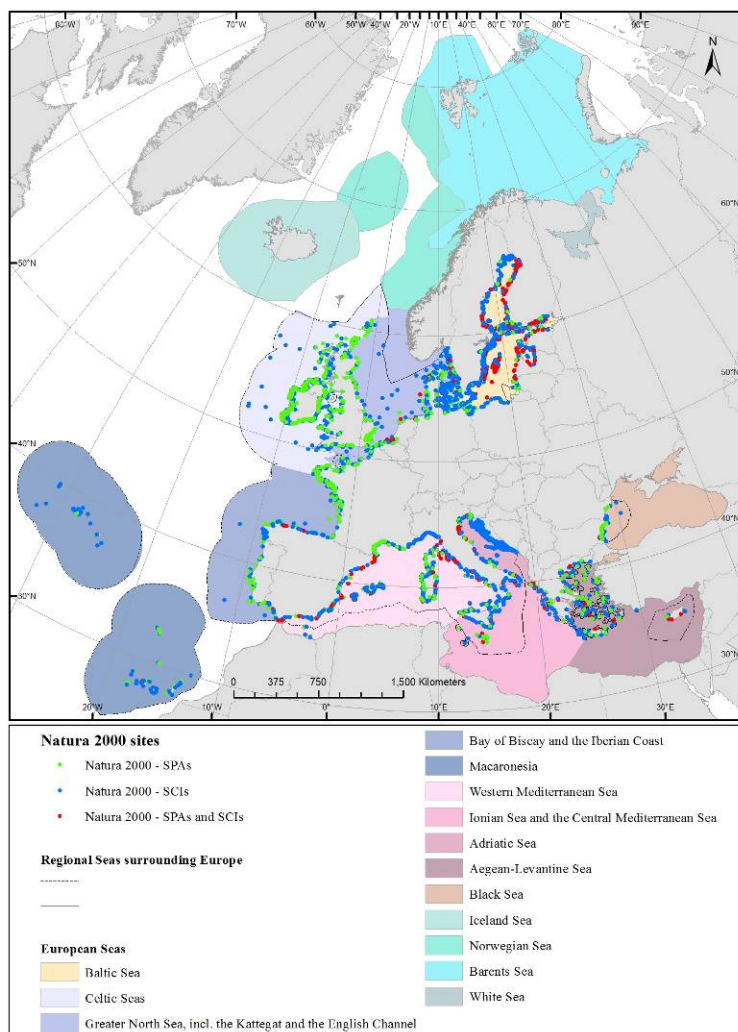 60°W 70°W 60°W 50°W 40°W 20°W 0° 10°E 30°E 50°E 60°E 70°E 80°E
N
60°N
50°N 50°N
40°N 40°N
30°N 30°N
0 375 750 1,500 Kilometers
20°W 10°W 0° 10°E 20°E 30°E
Natura 2000 sites
Natura 2000 - SPAs
Natura 2000 - SCIs
Natura 2000 - SPAs and SCIs
Regional Seas surrounding Europe
European Seas
Baltic Sea
Celtic Seas
Greater North Sea, incl. the Kattegat and the English Channel
Bay of Biscay and the Iberian Coast
Macaronesia
Western Mediterranean Sea
Ionian Sea and the Central Mediterranean Sea
Adriatic Sea
Aegean-Levantine Sea
Black Sea
Iceland Sea
Norwegian Sea
Barents Sea
White Sea